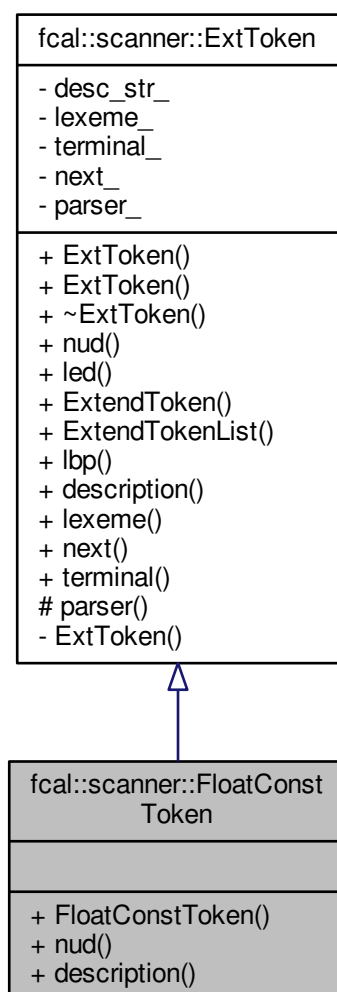 fcal::scanner::ExtToken
- desc_str_
- lexeme_
- terminal_
- next_
- parser_
+ ExtToken()
+ ExtToken()
+ ~ExtToken()
+ nud()
+ led()
+ ExtendToken()
+ ExtendTokenList()
+ lbp()
+ description()
+ lexeme()
+ next()
+ terminal()
# parser()
- ExtToken()
fcal::scanner::FloatConst
Token
+ FloatConstToken()
+ nud()
+ description()